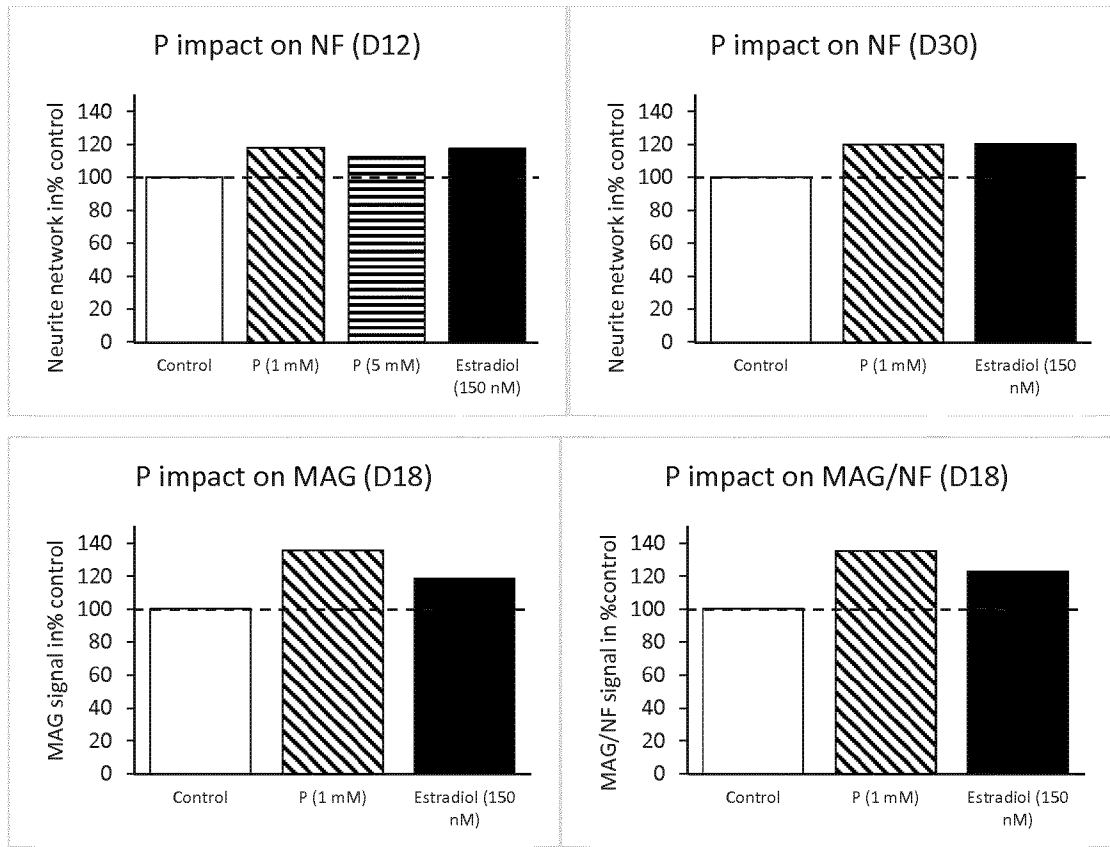 P impact on NF (D12)
Neurite network in% control
140
120
100
80
60
40
20
0
Control
P (1 mM)
P (5 mM)
Estradiol
(150 nM)
P impact on NF (D30)
Neurite network in% control
140
120
100
80
60
40
20
0
Control
P (1 mM)
Estradiol (150
nM)
P impact on MAG (D18)
MAG signal in% control
140
120
100
80
60
40
20
0
Control
P (1 mM)
Estradiol (150
nM)
P impact on MAG/NF (D18)
MAG/NF signal in %control
140
120
100
80
60
40
20
0
Control
P (1 mM)
Estradiol (150
nM)